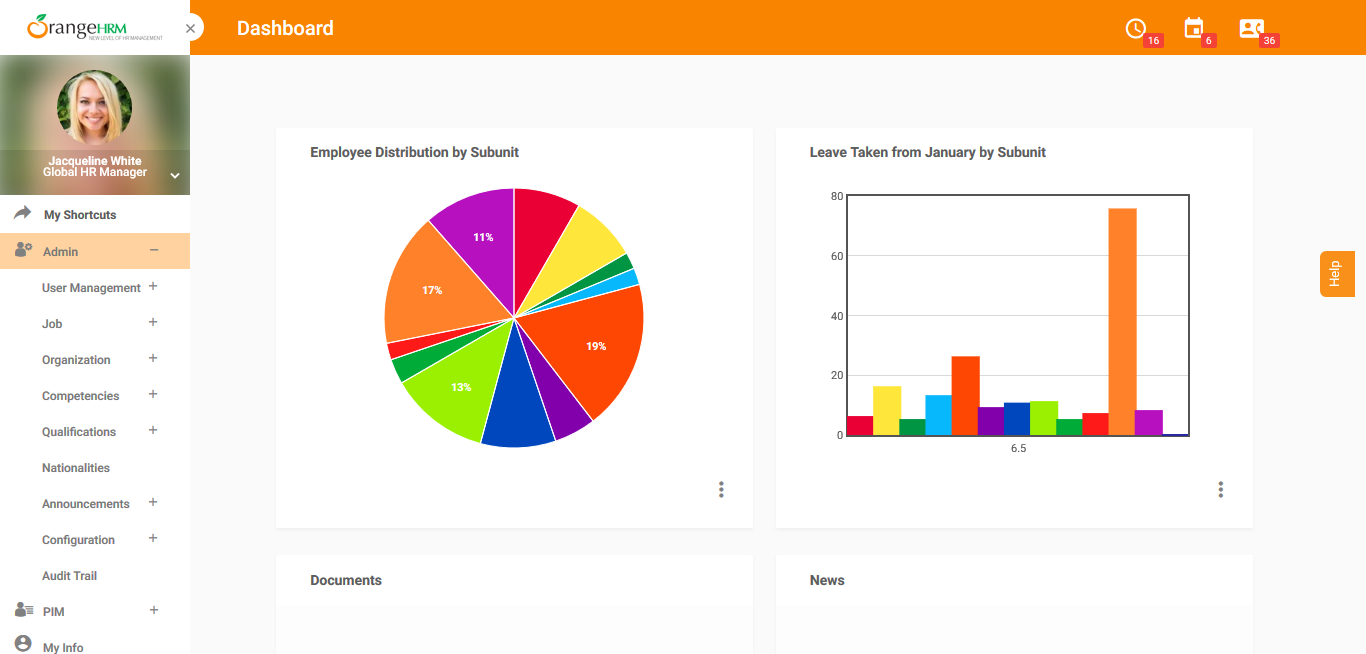 OrangeHRM
NEW LEVEL OF HR MANAGEMENT
Dashboard
16
6
36
Jacqueline White
Global HR Manager
My Shortcuts
Admin
User Management
Job
Organization
Competencies
Qualifications
Nationalities
Announcements
Configuration
Audit Trail
PIM
My Info
Employee Distribution by Subunit
11%
17%
19%
13%
Leave Taken from January by Subunit
80
60
40
20
0
6.5
Help
Documents
News